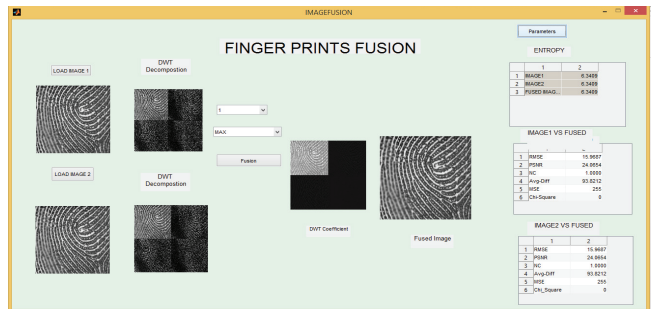 IMAGEFUSION
Parameters
FINGER PRINTS FUSION
LOAD IMAGE 1
DWT
Decompostion
1
MAX
Fusion
LOAD IMAGE 2
DWT
Decompostion
DWT Coefficient
Fused Image
ENTROPY
1 2
1 IMAGE1 6.3489
2 IMAGE2 6.3489
3 FUSED IMAG... 6.3489
IMAGE1 VS FUSED
1 RMSE 15.9687
2 PSNR 24.0654
3 NC 1.0000
4 Avg-Diff 93.8212
5 MSE 255
6 Chi-Square 0
IMAGE2 VS FUSED
1 2
1 RMSE 15.9687
2 PSNR 24.0654
3 NC 1.0000
4 Avg-Diff 93.8212
5 MSE 255
6 Chi_Square 0